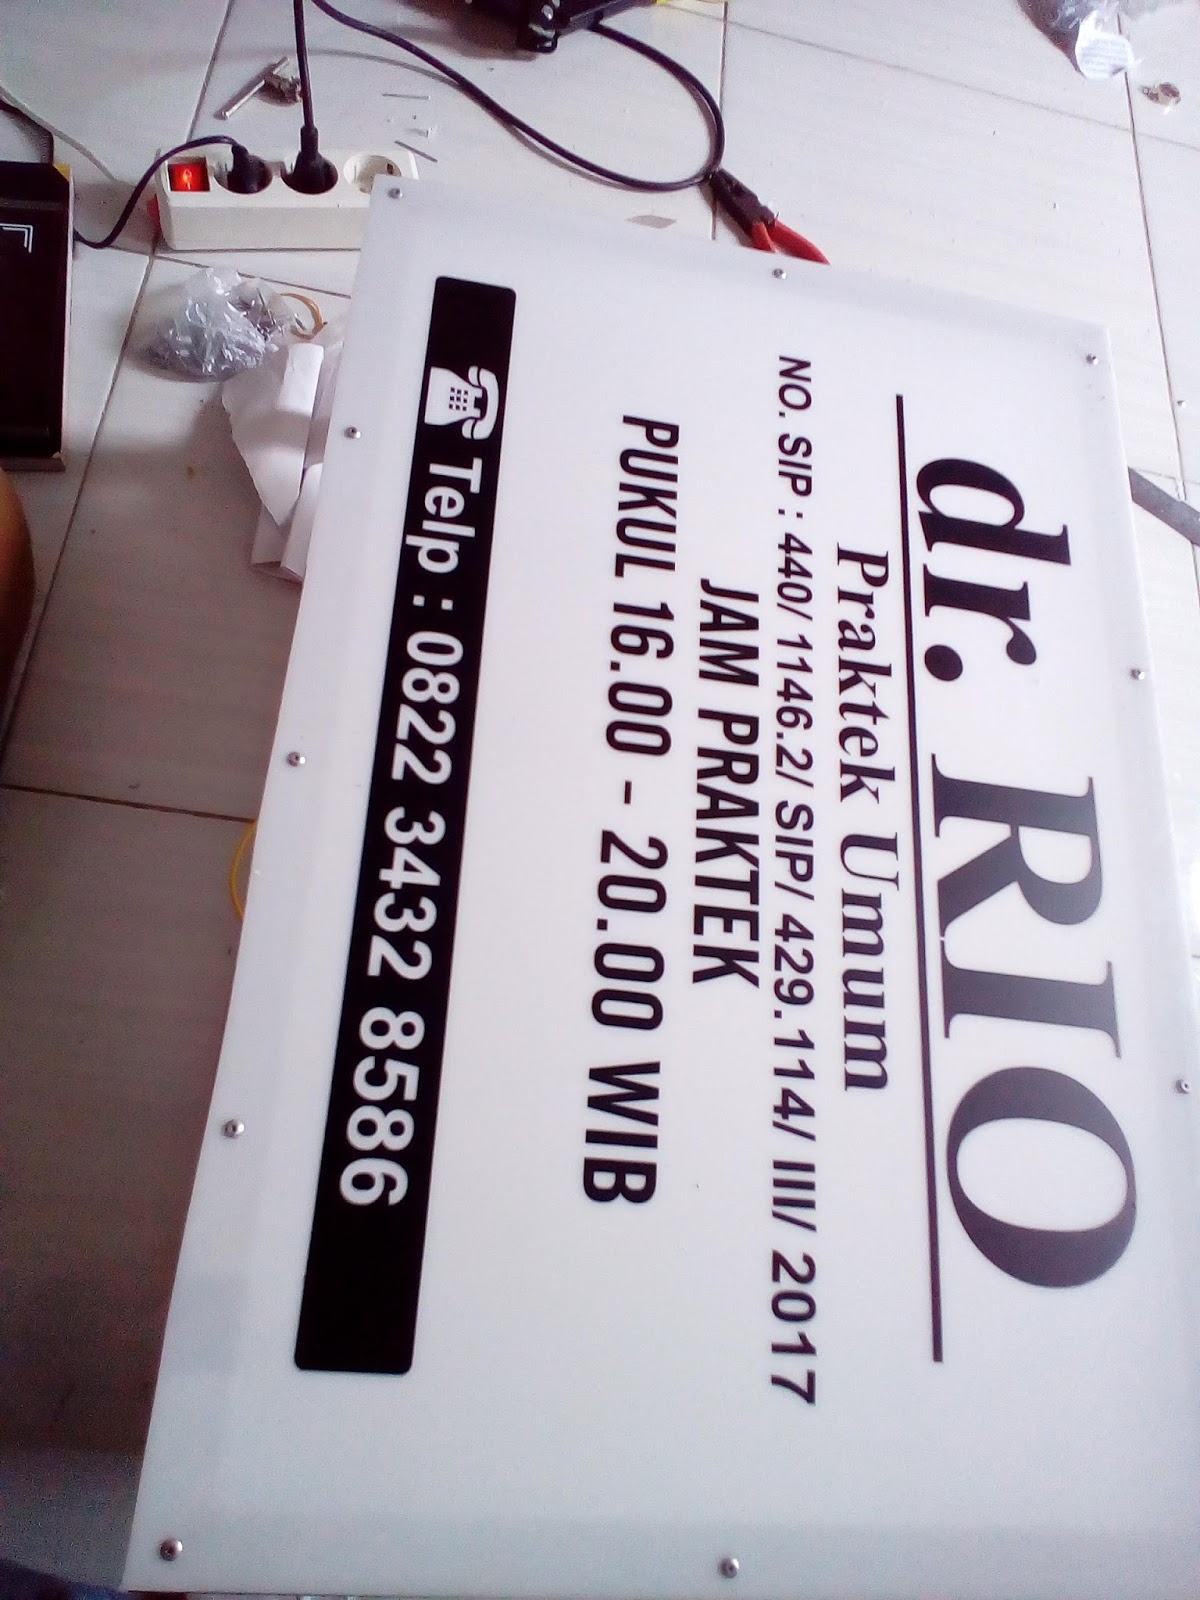 dr. RIO
Praktek Umum
NO. SIP : 440/ 1146.2/ SIP/ 429.114/ III/ 2017
JAM PRAKTEK
PUKUL 16.00 - 20.00 WIB
Telp : 0822 3432 8586